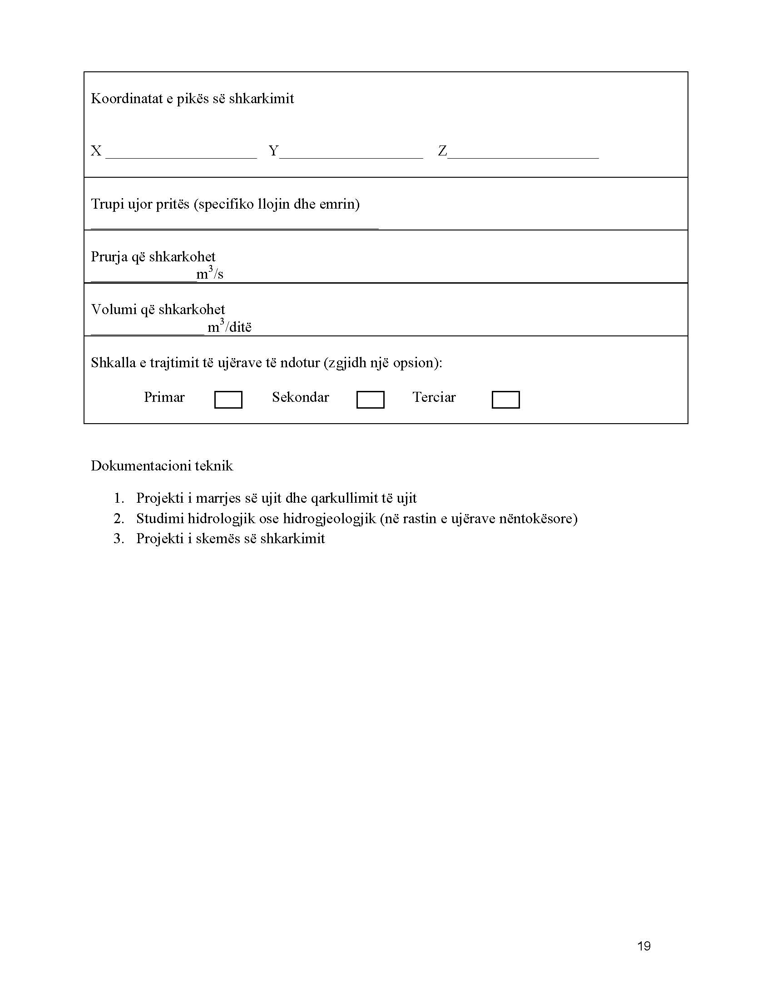 Koordinatat e pikës së shkarkimit
X ____________________ Y___________________ Z____________________
Trupi ujor pritës (specifiko llojin dhe emrin)
______________________________________
Prurja që shkarkohet
______________m³/s
Volumi që shkarkohet
_______________ m³/ditë
Shkalla e trajtimit të ujërave të ndotur (zgjidh një opsion):
Primar Sekondar Terciar
Dokumentacioni teknik
1. Projekti i marrjes së ujit dhe qarkullimit të ujit
2. Studimi hidrologjik ose hidrogjeologjik (në rastin e ujërave nëntokësore)
3. Projekti i skemës së shkarkimit
19